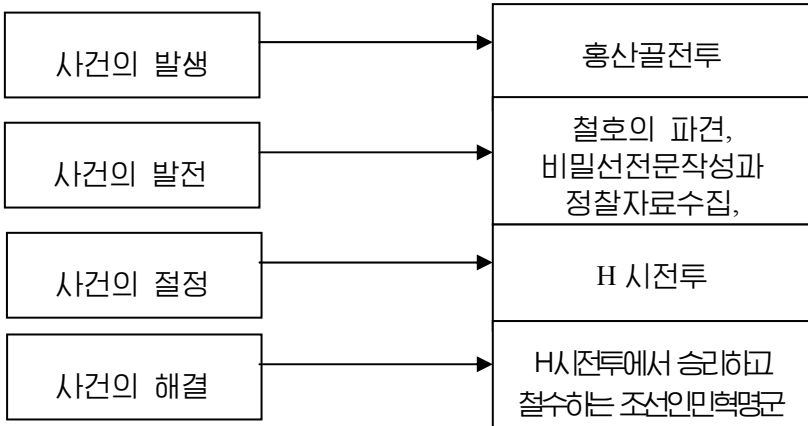 사건의 발생
홍산골전투
사건의 발전
철호의 파견,
비밀선전문작성과
정찰자료수집,
사건의 절정
H 시전투
사건의 해결
H시전투에서 승리하고
철수하는 조선인민혁명군